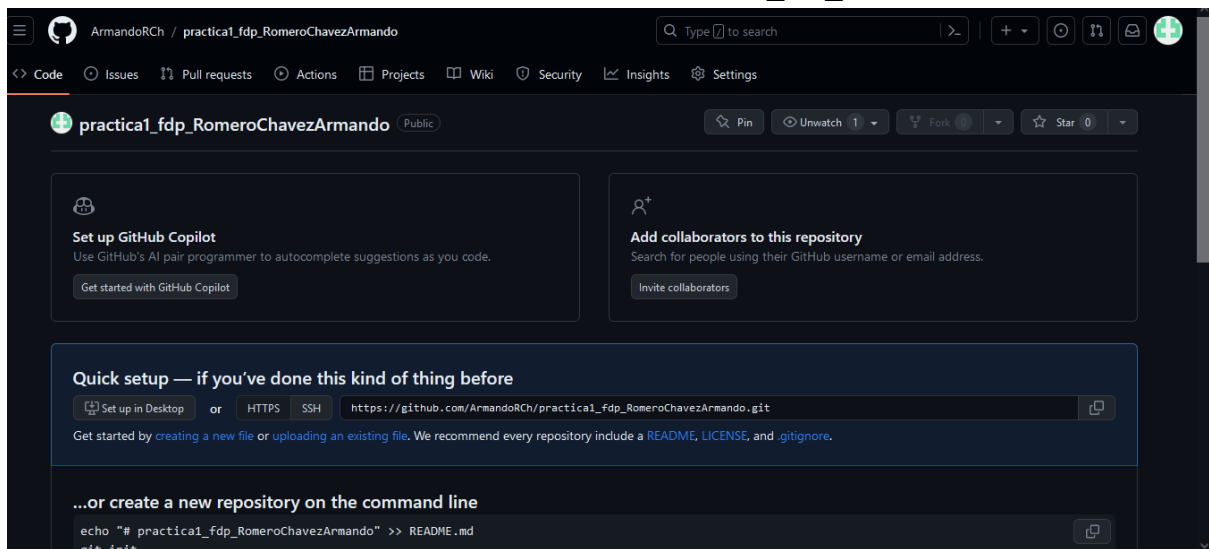 ArmandoRCh / practica1_fdp_RomeroChavezArmando
Type / to search
Code Issues Pull requests Actions Projects Wiki Security Insights Settings
practica1_fdp_RomeroChavezArmando Public
Pin Unwatch 1 Fork 0 Star 0
Set up GitHub Copilot
Use GitHub's AI pair programmer to autocomplete suggestions as you code.
Get started with GitHub Copilot
Add collaborators to this repository
Search for people using their GitHub username or email address.
Invite collaborators
Quick setup — if you've done this kind of thing before
Set up in Desktop or HTTPS SSH https://github.com/ArmandoRCh/practica1_fdp_RomeroChavezArmando.git
Get started by creating a new file or uploading an existing file. We recommend every repository include a README, LICENSE, and .gitignore.
...or create a new repository on the command line
echo "# practica1_fdp_RomeroChavezArmando" >> README.md
git init